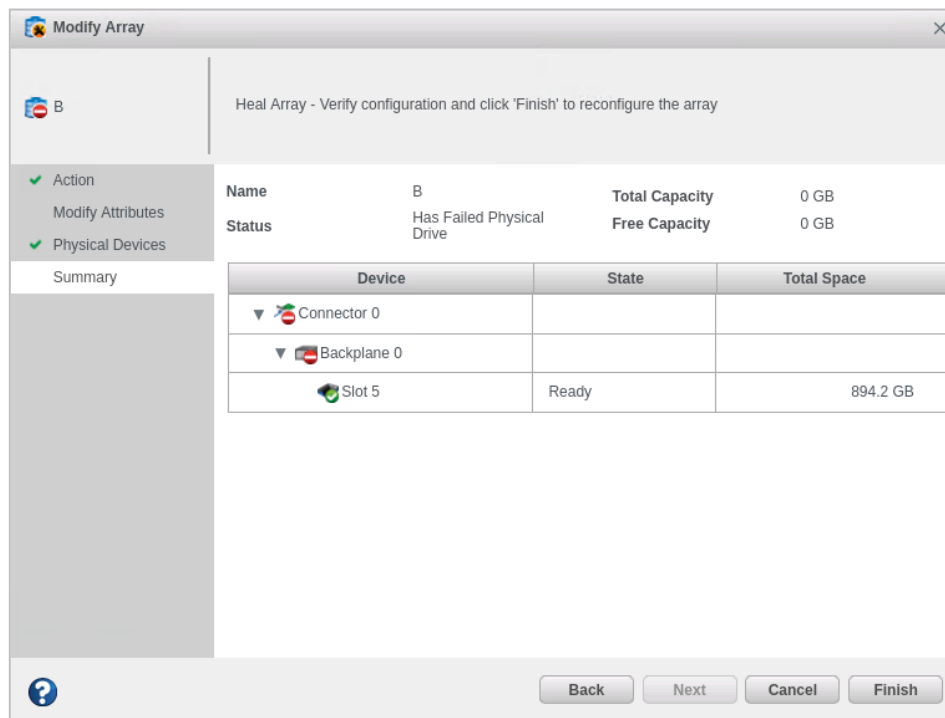 Modify Array
B
Heal Array - Verify configuration and click 'Finish' to reconfigure the array
Action
Modify Attributes
Physical Devices
Summary
Name B Total Capacity 0 GB
Status Has Failed Physical Drive Free Capacity 0 GB
Device State Total Space
Connector 0
Backplane 0
Slot 5 Ready 894.2 GB
? Back Next Cancel Finish